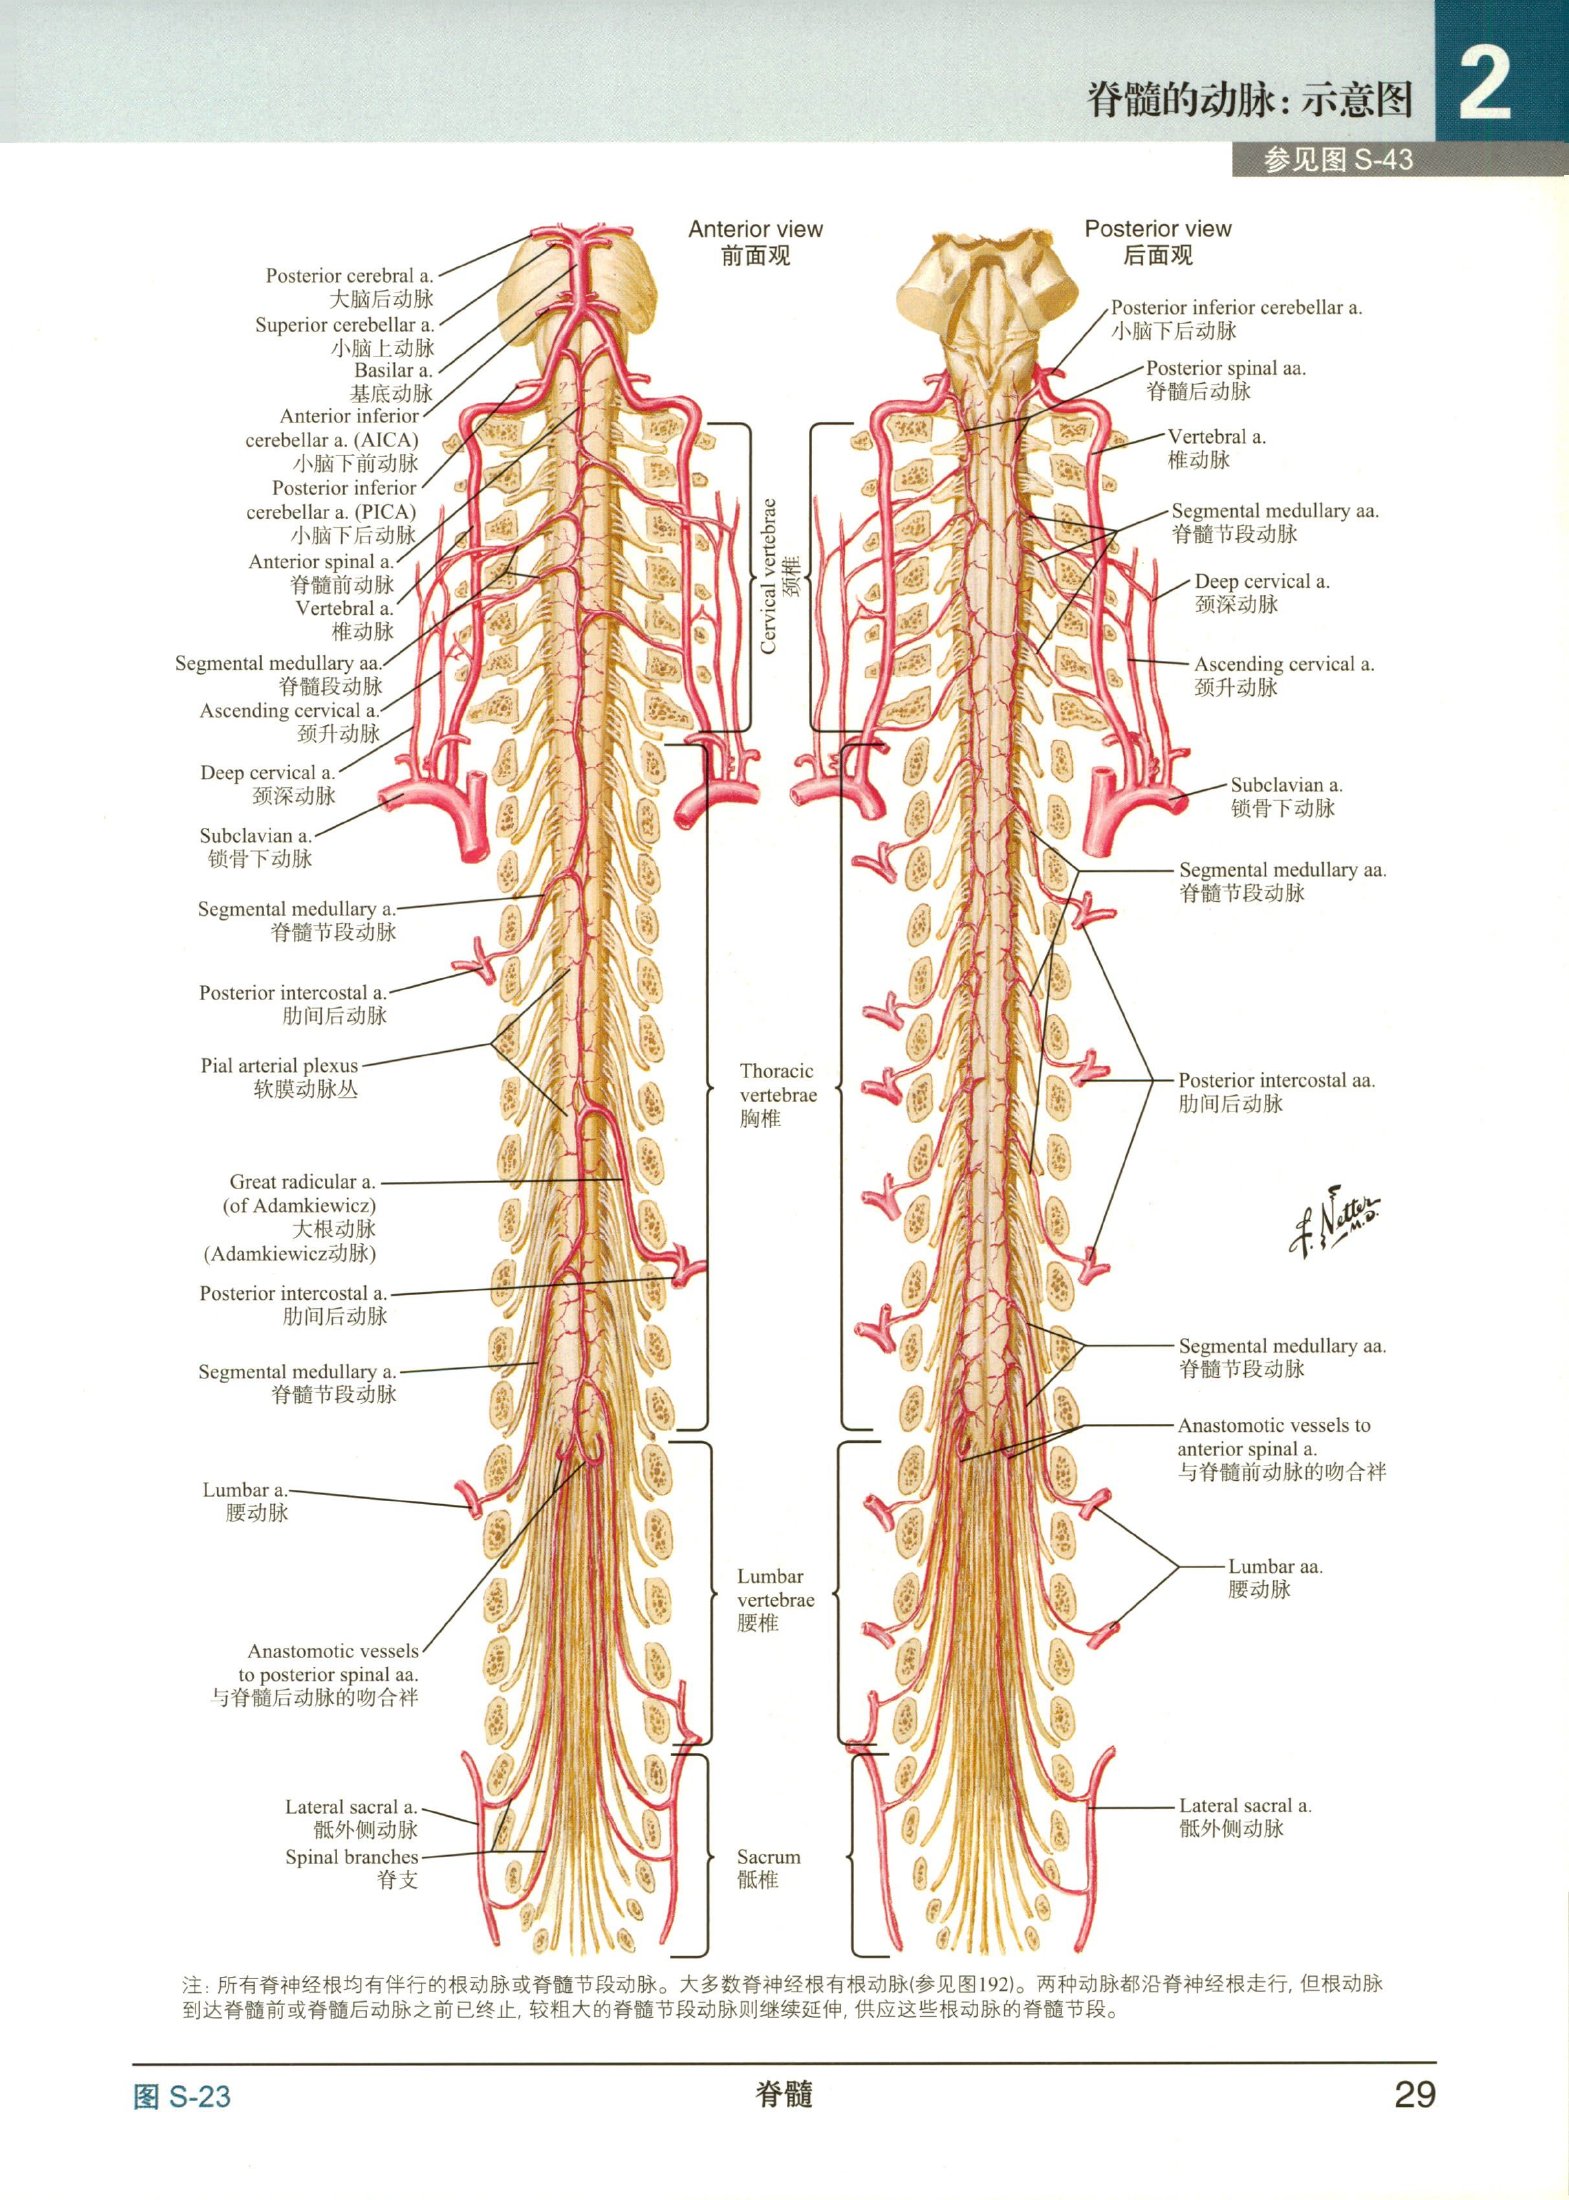 脊髓的动脉：示意图
2
参见图 S-43
Anterior view
前面观
Posterior view
后面观
Posterior cerebral a.
大脑后动脉
Superior cerebellar a.
小脑上动脉
Basilar a.
基底动脉
Anterior inferior
cerebellar a. (AICA)
小脑下前动脉
Posterior inferior
cerebellar a. (PICA)
小脑下后动脉
Anterior spinal a.
脊髓前动脉
Vertebral a.
椎动脉
Segmental medullary aa.
脊髓段动脉
Ascending cervical a.
颈升动脉
Deep cervical a.
颈深动脉
Subclavian a.
锁骨下动脉
Segmental medullary a.
脊髓节段动脉
Posterior intercostal a.
肋间后动脉
Pial arterial plexus
软膜动脉丛
Great radicular a.
(of Adamkiewicz)
大根动脉
(Adamkiewicz动脉)
Posterior intercostal a.
肋间后动脉
Segmental medullary a.
脊髓节段动脉
Lumbar a.
腰动脉
Anastomotic vessels
to posterior spinal aa.
与脊髓后动脉的吻合袢
Lateral sacral a.
骶外侧动脉
Spinal branches
脊支
Cervical vertebrae
颈椎
Thoracic
vertebrae
胸椎
Lumbar
vertebrae
腰椎
Sacrum
骶椎
Posterior inferior cerebellar a.
小脑下后动脉
Posterior spinal aa.
脊髓后动脉
Vertebral a.
椎动脉
Segmental medullary aa.
脊髓节段动脉
Deep cervical a.
颈深动脉
Ascending cervical a.
颈升动脉
Subclavian a.
锁骨下动脉
Segmental medullary aa.
脊髓节段动脉
Posterior intercostal aa.
肋间后动脉
F. Netter M.D.
Segmental medullary aa.
脊髓节段动脉
Anastomotic vessels to
anterior spinal a.
与脊髓前动脉的吻合袢
Lumbar aa.
腰动脉
Lateral sacral a.
骶外侧动脉
注：所有脊神经根均有伴行的根动脉或脊髓节段动脉。大多数脊神经根有根动脉(参见图192)。两种动脉都沿脊神经根走行，但根动脉
到达脊髓前或脊髓后动脉之前已终止，较粗大的脊髓节段动脉则继续延伸，供应这些根动脉的脊髓节段。
图 S-23
脊髓
29